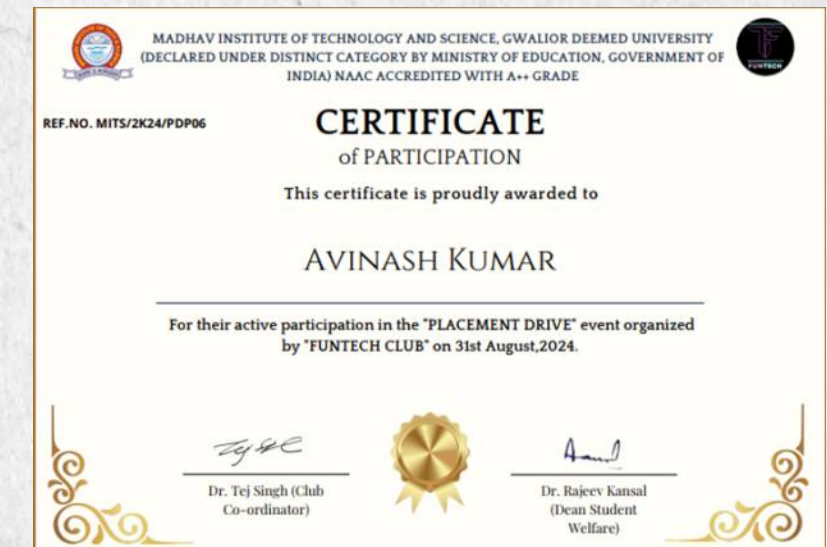 MADHAV INSTITUTE OF TECHNOLOGY AND SCIENCE, GWALIOR DEEMED UNIVERSITY
(DECLARED UNDER DISTINCT CATEGORY BY MINISTRY OF EDUCATION, GOVERNMENT OF
INDIA) NAAC ACCREDITED WITH A++ GRADE
FUNTECH
REF.NO. MITS/2K24/PDP06
CERTIFICATE
of PARTICIPATION
This certificate is proudly awarded to
AVINASH KUMAR
For their active participation in the "PLACEMENT DRIVE" event organized
by "FUNTECH CLUB" on 31st August,2024.
Dr. Tej Singh (Club
Co-ordinator)
Dr. Rajeev Kansal
(Dean Student
Welfare)